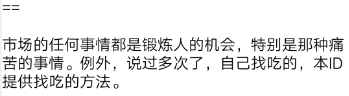 ==
市场的任何事情都是锻炼人的机会，特别是那种痛
苦的事情。例外，说过多次了，自己找吃的，本ID
提供找吃的方法。